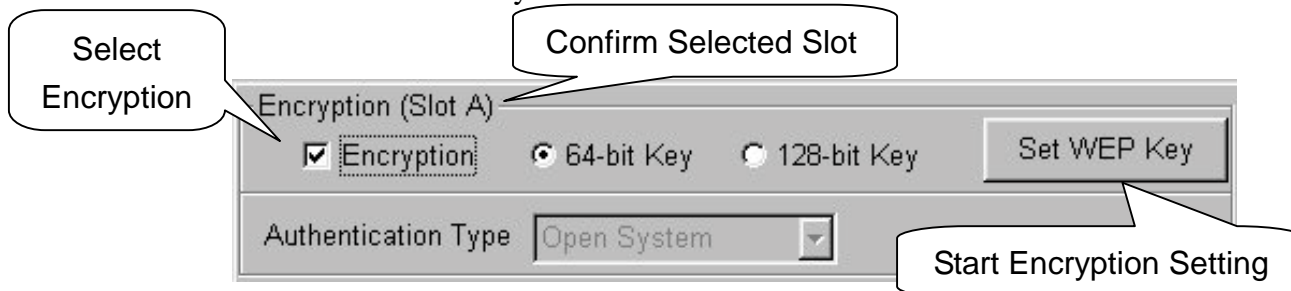 Select
Encryption
Confirm Selected Slot
Encryption (Slot A)
Encryption 64-bit Key 128-bit Key Set WEP Key
Authentication Type Open System
Start Encryption Setting